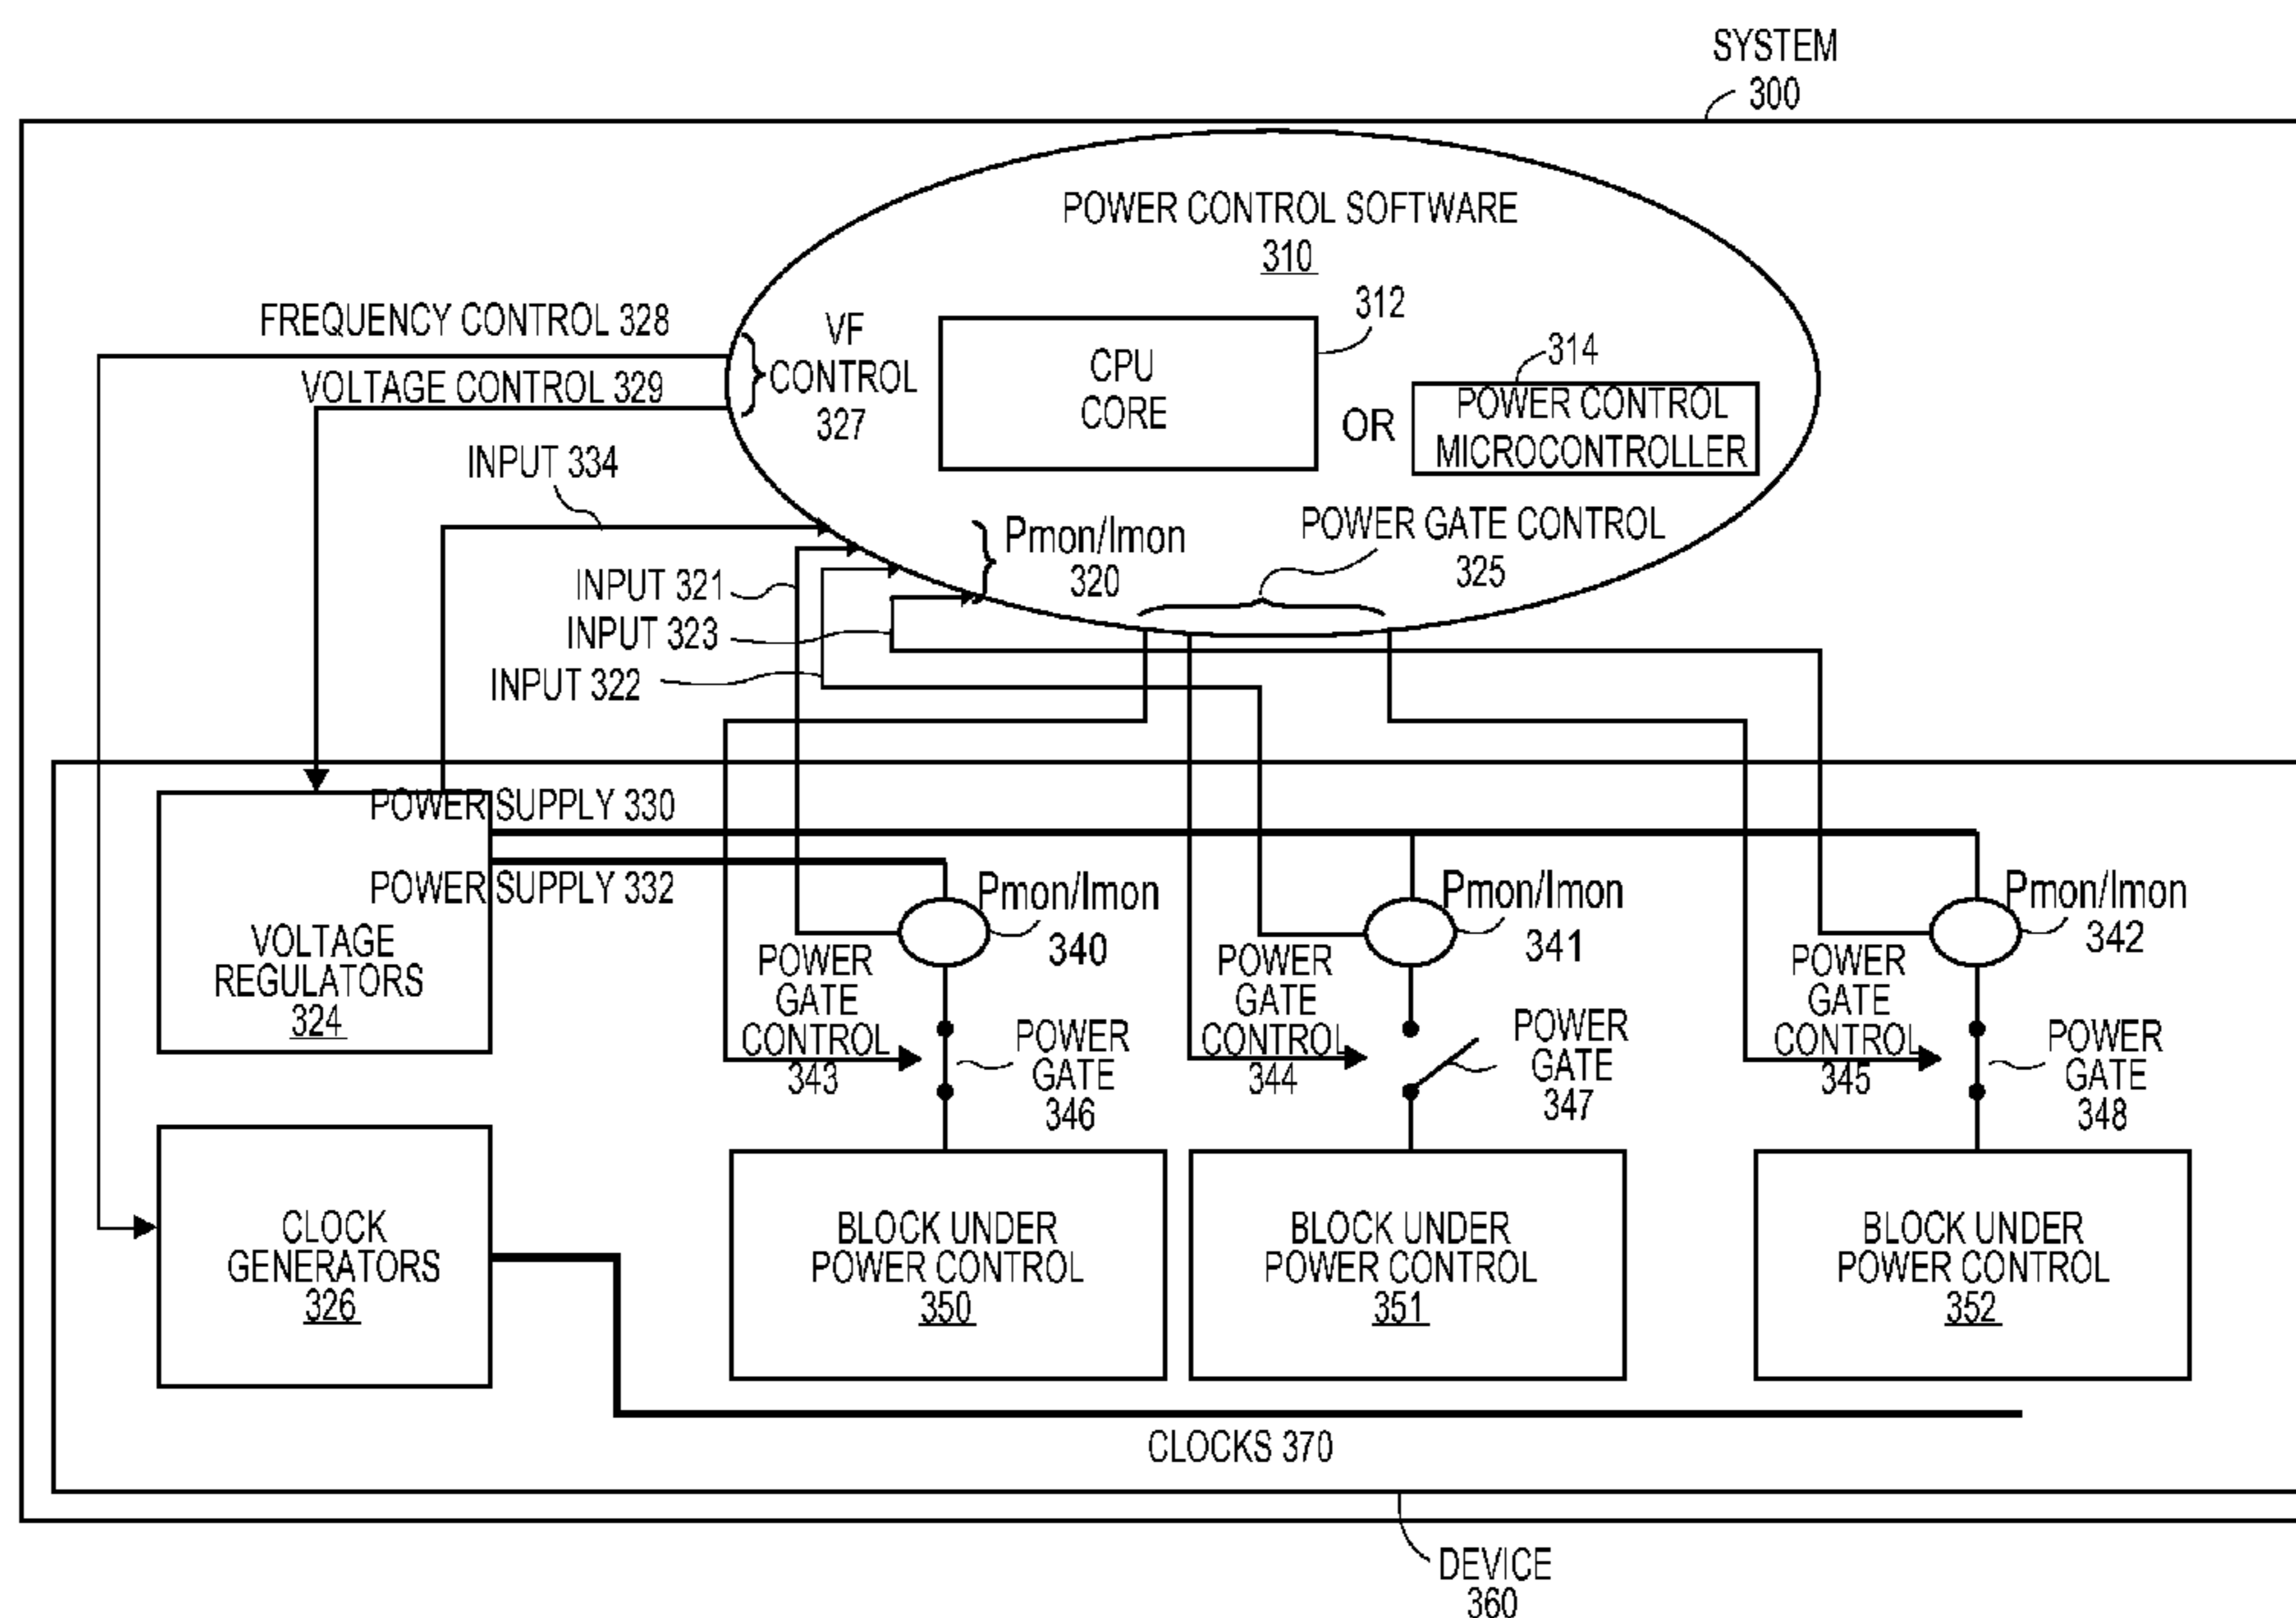 SYSTEM
300
POWER CONTROL SOFTWARE
310
312
FREQUENCY CONTROL 328
VF
CONTROL
327
CPU
CORE
314
OR
POWER CONTROL
MICROCONTROLLER
VOLTAGE CONTROL 329
INPUT 334
Pmon/Imon
320
POWER GATE CONTROL
325
INPUT 321
INPUT 323
INPUT 322
POWER SUPPLY 330
POWER SUPPLY 332
VOLTAGE
REGULATORS
324
Pmon/Imon
340
Pmon/Imon
341
Pmon/Imon
342
POWER
GATE
CONTROL
343
POWER
GATE
346
POWER
GATE
CONTROL
344
POWER
GATE
347
POWER
GATE
CONTROL
345
POWER
GATE
348
CLOCK
GENERATORS
326
BLOCK UNDER
POWER CONTROL
350
BLOCK UNDER
POWER CONTROL
351
BLOCK UNDER
POWER CONTROL
352
CLOCKS 370
DEVICE
360